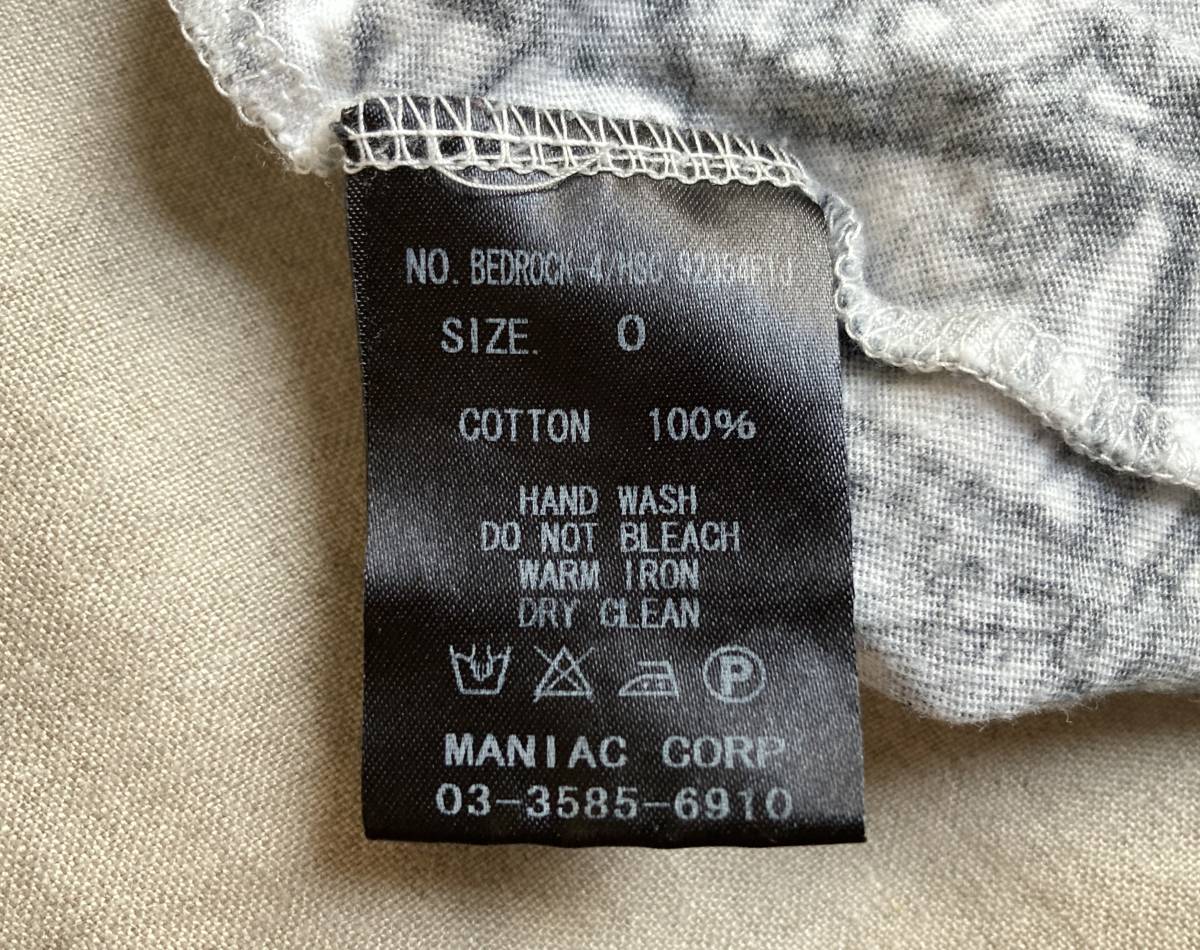 NO. BEDROCK-4
SIZE. 0
COTTON 100%
HAND WASH
DO NOT BLEACH
WARM IRON
DRY CLEAN
P
MANIAC CORP
03-3585-6910